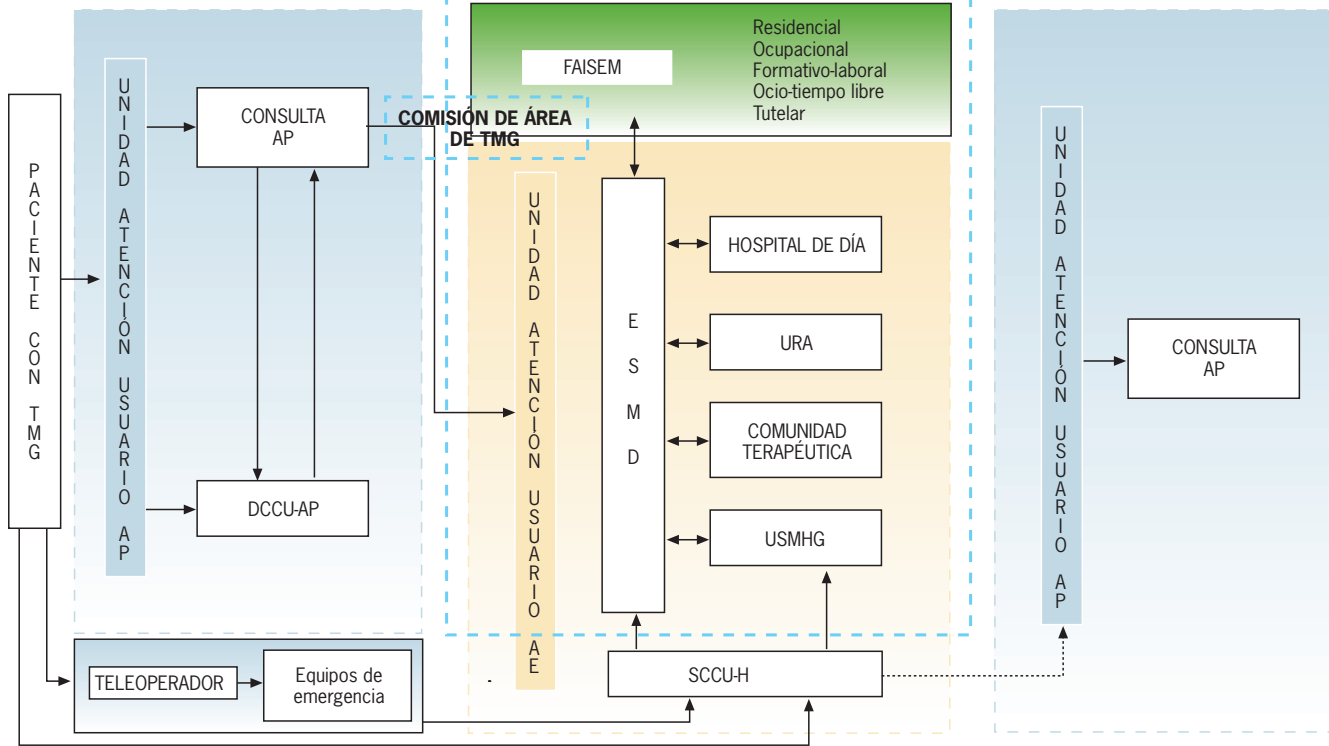 PACIENTE CON TMG
UNIDAD ATENCIÓN USUARIO AP
CONSULTA
AP
DCCU-AP
TELEOPERADOR
Equipos de
emergencia
COMISIÓN DE ÁREA
DE TMG
FAISEM
Residencial
Ocupacional
Formativo-laboral
Ocio-tiempo libre
Tutelar
UNIDAD ATENCIÓN USUARIO AE
ESMD
HOSPITAL DE DÍA
URA
COMUNIDAD
TERAPÉUTICA
USMHG
SCCU-H
UNIDAD ATENCIÓN USUARIO AP
CONSULTA
AP